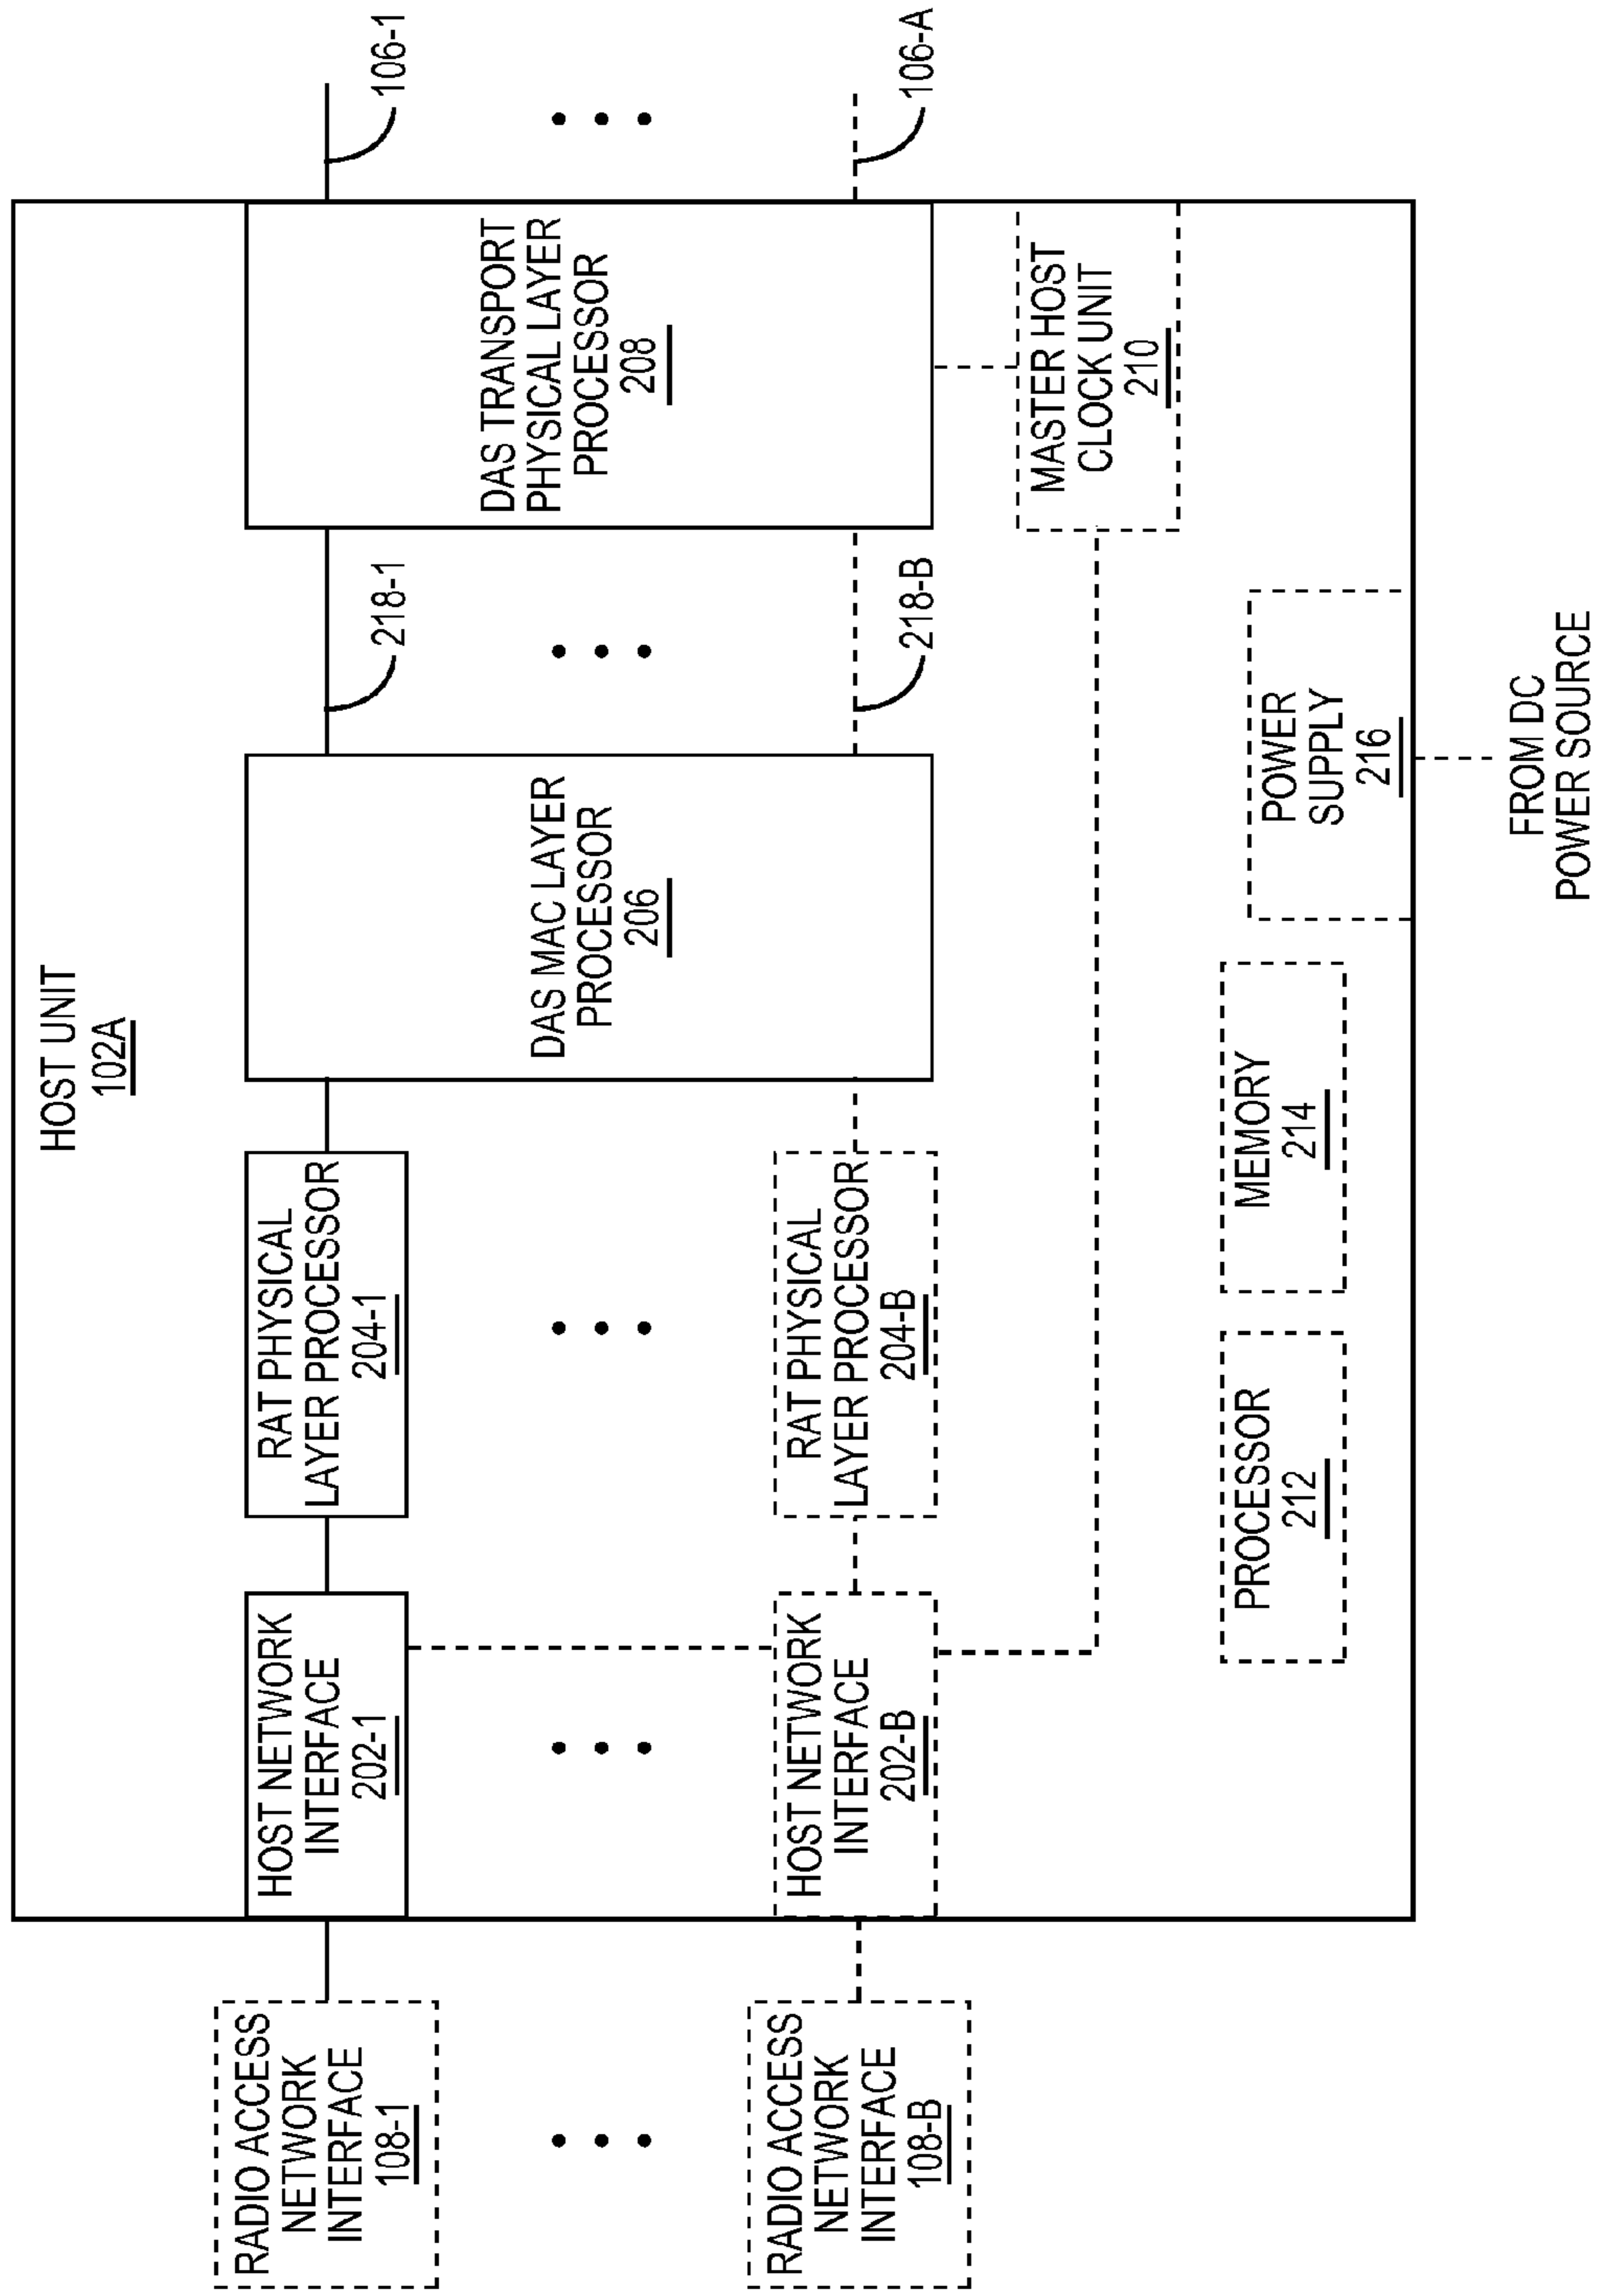 HOST UNIT
102A
RADIO ACCESS
NETWORK
INTERFACE
108-1
HOST NETWORK
INTERFACE
202-1
RAT PHYSICAL
LAYER PROCESSOR
204-1
DAS MAC LAYER
PROCESSOR
206
218-1
DAS TRANSPORT
PHYSICAL LAYER
PROCESSOR
208
106-1
RADIO ACCESS
NETWORK
INTERFACE
108-B
HOST NETWORK
INTERFACE
202-B
RAT PHYSICAL
LAYER PROCESSOR
204-B
218-B
106-A
MASTER HOST
CLOCK UNIT
210
PROCESSOR
212
MEMORY
214
POWER
SUPPLY
216
FROM DC
POWER SOURCE